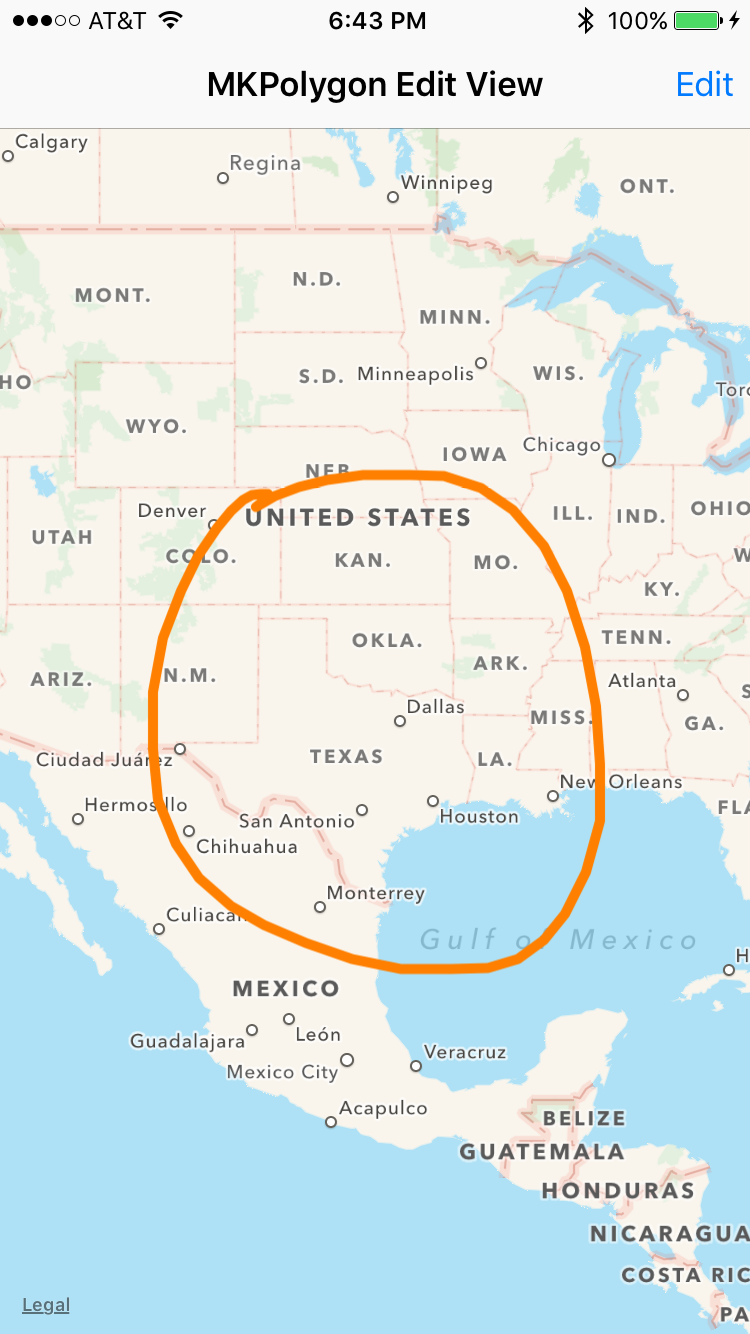 AT&T 6:43 PM 100%
MKPolygon Edit View Edit
Calgary
Regina
Winnipeg
ONT.
N.D.
MONT.
MINN.
HO
S.D.
Minneapolis
WIS.
WYO.
IOWA
Chicago
NEB.
Denver
UNITED STATES
ILL.
IND.
OHIO
UTAH
COLO.
KAN.
MO.
KY.
TENN.
OKLA.
ARK.
ARIZ.
N.M.
Atlanta
Dallas
MISS.
GA.
Ciudad Juárez
TEXAS
LA.
New Orleans
Hermosillo
San Antonio
Houston
FLA
Chihuahua
Monterrey
Culiacan
Gulf of Mexico
H
MEXICO
León
Guadalajara
Veracruz
Mexico City
Acapulco
BELIZE
GUATEMALA
HONDURAS
NICARAGUA
COSTA RIC
Legal
PA